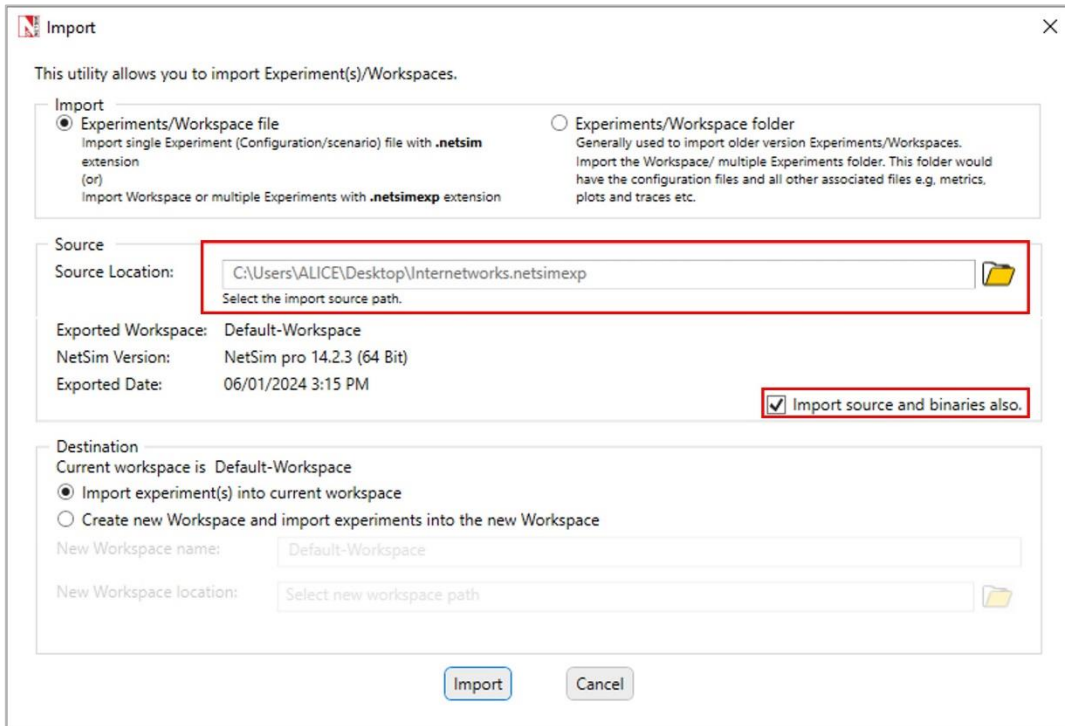 Import
This utility allows you to import Experiment(s)/Workspaces.
Import
Experiments/Workspace file
Import single Experiment (Configuration/scenario) file with .netsim
extension
(or)
Import Workspace or multiple Experiments with .netsimexp extension
Experiments/Workspace folder
Generally used to import older version Experiments/Workspaces.
Import the Workspace/ multiple Experiments folder. This folder would
have the configuration files and all other associated files e.g, metrics,
plots and traces etc.
Source
Source Location: C:\Users\ALICE\Desktop\Internetworks.netsimexp
Select the import source path.
Exported Workspace: Default-Workspace
NetSim Version: NetSim pro 14.2.3 (64 Bit)
Exported Date: 06/01/2024 3:15 PM
Import source and binaries also.
Destination
Current workspace is Default-Workspace
Import experiment(s) into current workspace
Create new Workspace and import experiments into the new Workspace
New Workspace name: Default-Workspace
New Workspace location: Select new workspace path
Import Cancel